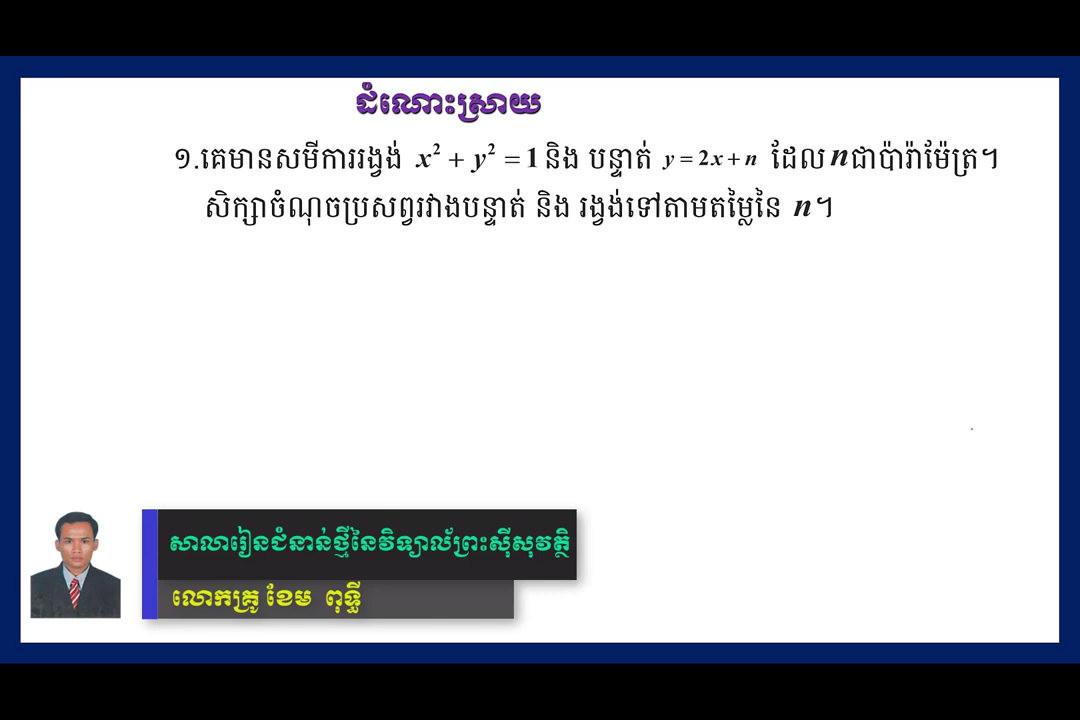 ដំណោះស្រាយ
១.គេមានសមីការរង្វង់ x² + y² = 1 និង បន្ទាត់ y = 2x + n ដែល n ជាប៉ារ៉ាម៉ែត្រ។
សិក្សាចំណុចប្រសព្វរវាងបន្ទាត់ និង រង្វង់ទៅតាមតម្លៃនៃ n ។
សាលារៀនជំនាន់ថ្មីនៃវិទ្យាល័ព្រះស៊ីសុវត្ថិ
លោកគ្រូ ខែម ពុទ្ធី